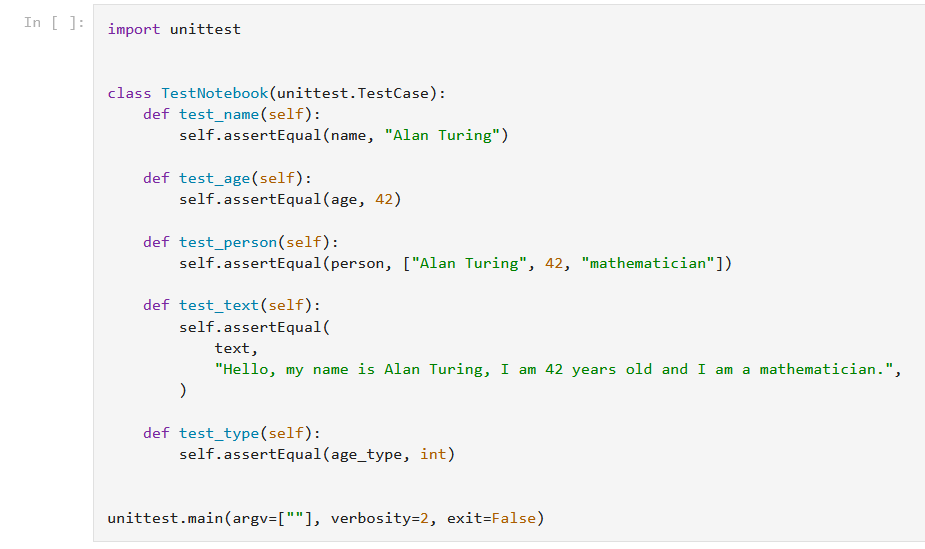 In [ ]:
import unittest
class TestNotebook(unittest.TestCase):
    def test_name(self):
        self.assertEqual(name, "Alan Turing")
    def test_age(self):
        self.assertEqual(age, 42)
    def test_person(self):
        self.assertEqual(person, ["Alan Turing", 42, "mathematician"])
    def test_text(self):
        self.assertEqual(
            text,
            "Hello, my name is Alan Turing, I am 42 years old and I am a mathematician.",
        )
    def test_type(self):
        self.assertEqual(age_type, int)
unittest.main(argv=[""], verbosity=2, exit=False)